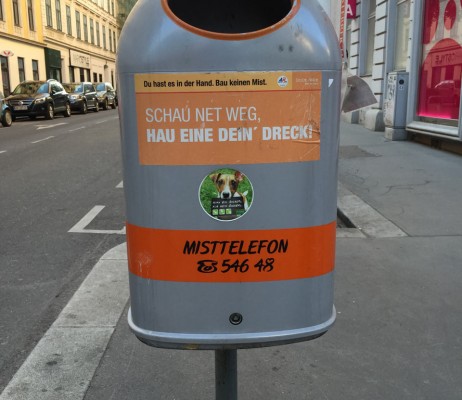 Du hast es in der Hand. Bau keinen Mist.
SCHAU NET WEG,
HAU EINE DEIN' DRECK!
MISTTELEFON
☎ 546 48